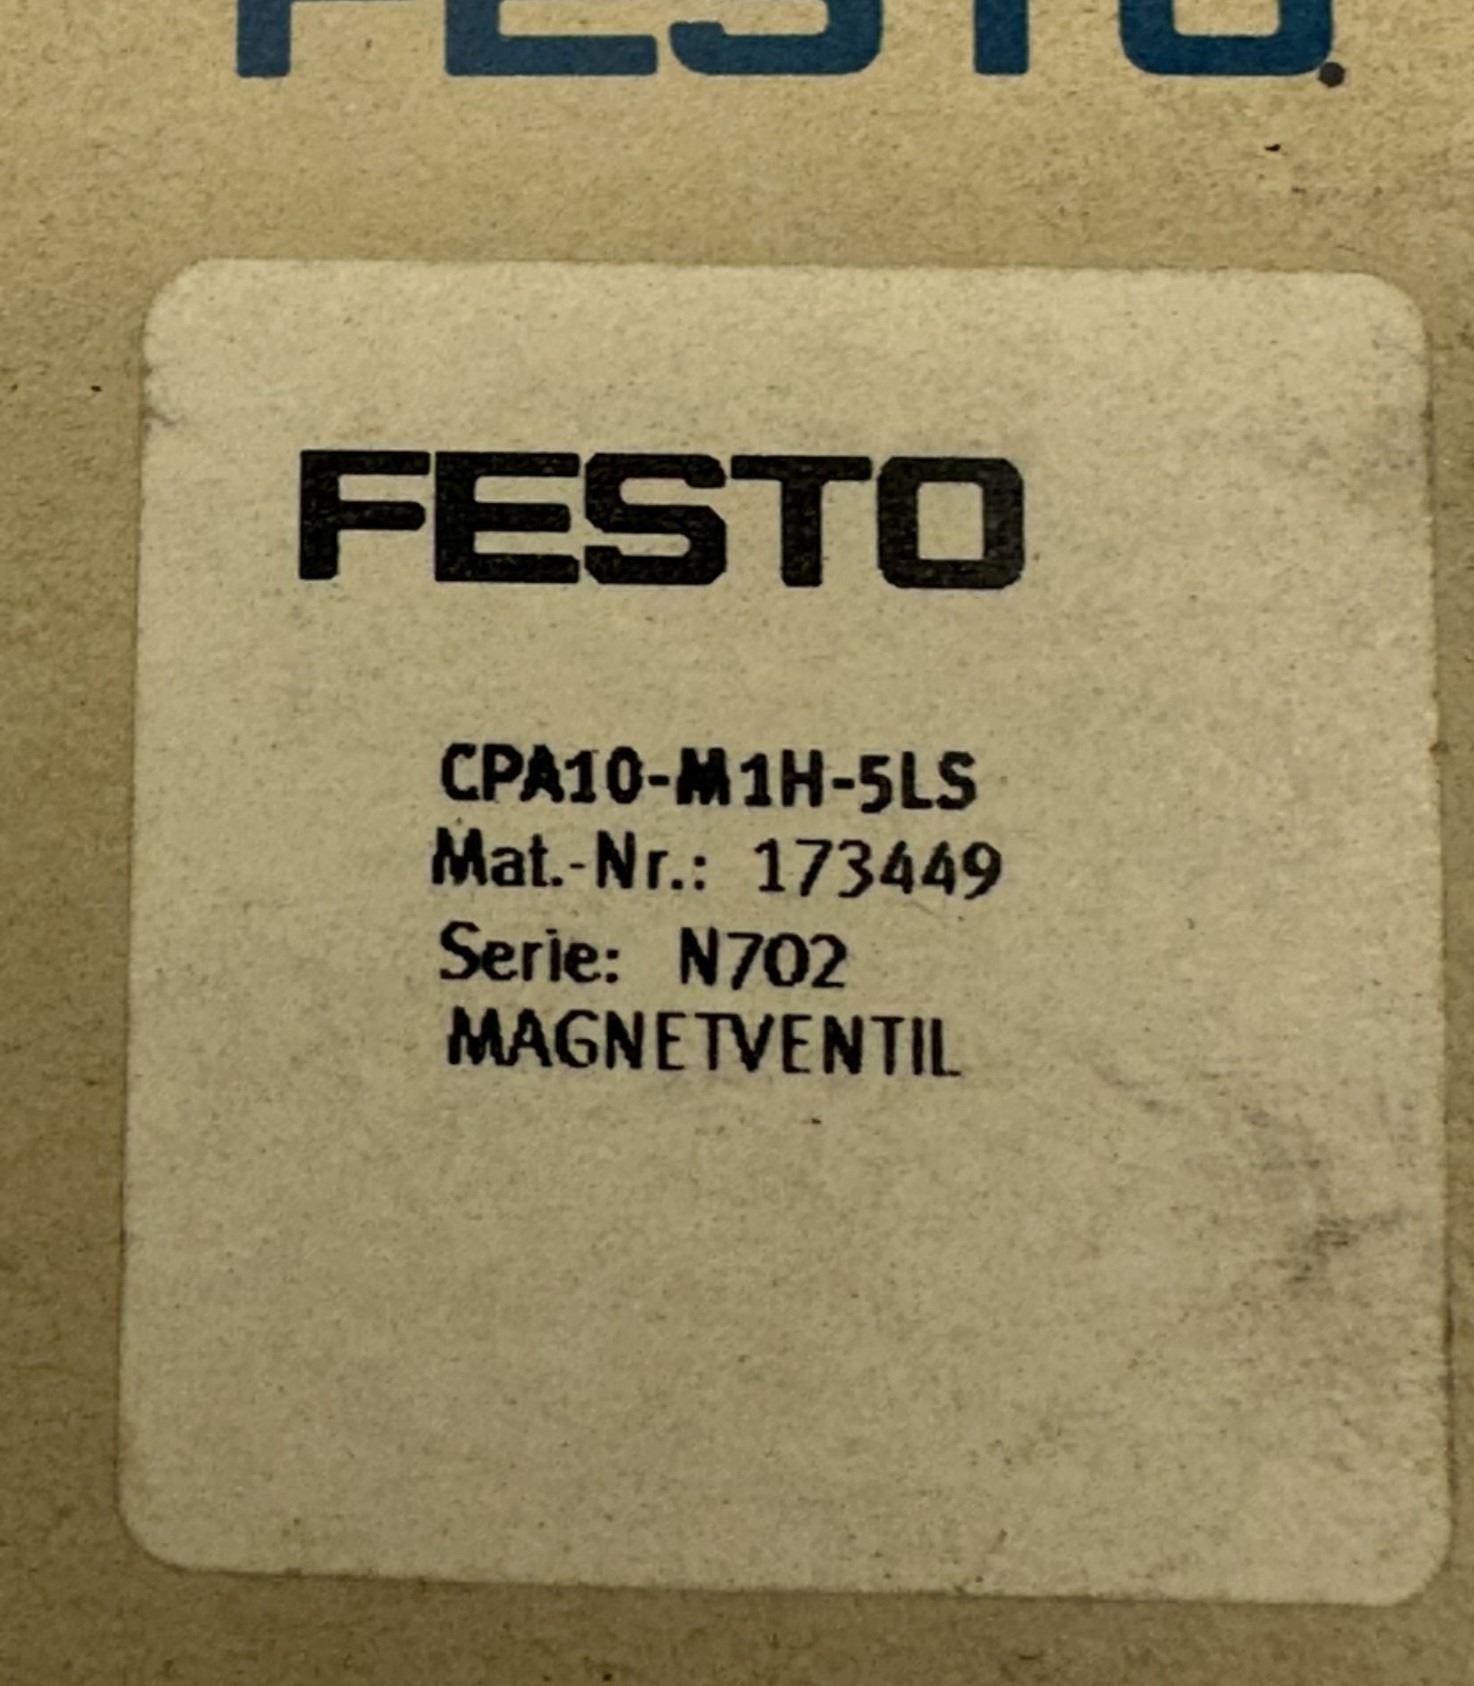 FESTO
FESTO
CPA10-M1H-5LS
Mat.-Nr.: 173449
Serie: N702
MAGNETVENTIL